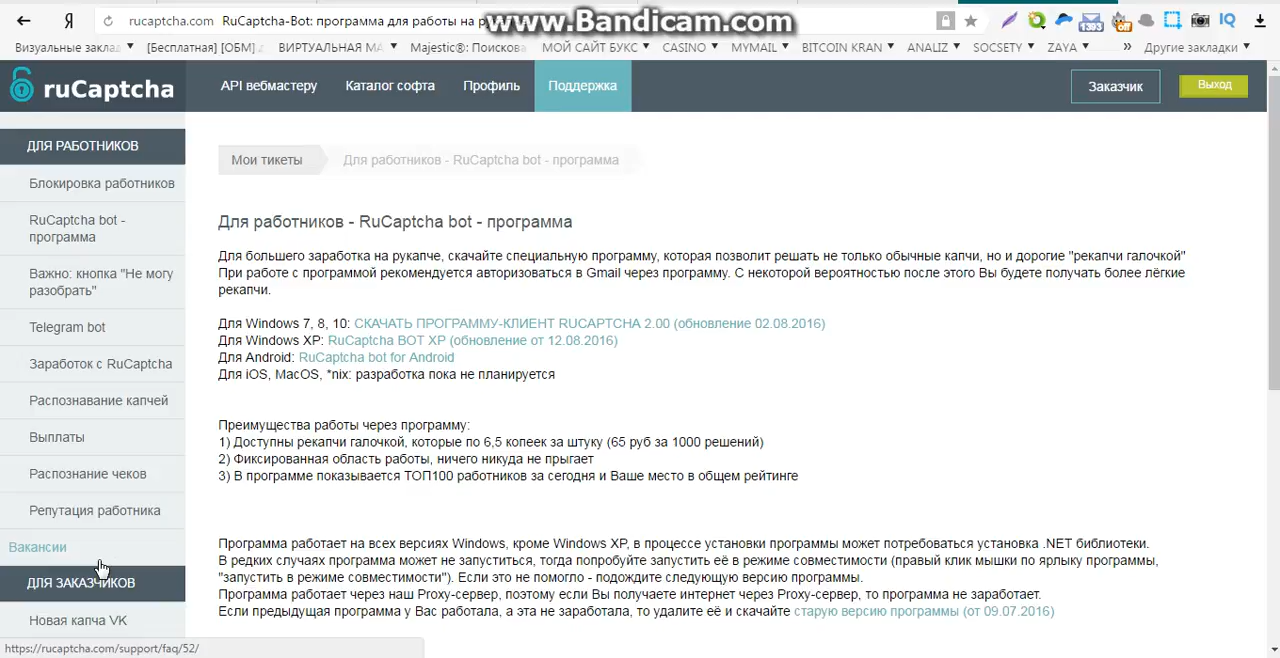 rucaptcha.com RuCaptcha-Bot: программа для работы на р
www.Bandicam.com
1393
off
IQ
Визуальные заклад
[Бесплатная] [ОБМ]
ВИРТУАЛЬНАЯ МА
Majestic®: Поискова
МОЙ САЙТ БУКС
CASINO
MYMAIL
BITCOIN KRAN
ANALIZ
SOCSETY
ZAYA
»
Другие закладки
ruCaptcha
API вебмастеру
Каталог софта
Профиль
Поддержка
Заказчик
Выход
ДЛЯ РАБОТНИКОВ
Блокировка работников
RuCaptcha bot -
программа
Важно: кнопка "Не могу
разобрать"
Telegram bot
Заработок с RuCaptcha
Распознавание капчей
Выплаты
Распознание чеков
Репутация работника
Вакансии
ДЛЯ ЗАКАЗЧИКОВ
Новая капча VK
Мои тикеты
Для работников - RuCaptcha bot - программа
Для работников - RuCaptcha bot - программа
Для большего заработка на рукапче, скачайте специальную программу, которая позволит решать не только обычные капчи, но и дорогие "рекапчи галочкой"
При работе с программой рекомендуется авторизоваться в Gmail через программу. С некоторой вероятностью после этого Вы будете получать более лёгкие
рекапчи.
Для Windows 7, 8, 10: СКАЧАТЬ ПРОГРАММУ-КЛИЕНТ RUCAPTCHA 2.00 (обновление 02.08.2016)
Для Windows XP: RuCaptcha BOT XP (обновление от 12.08.2016)
Для Android: RuCaptcha bot for Android
Для iOS, MacOS, *nix: разработка пока не планируется
Преимущества работы через программу:
1) Доступны рекапчи галочкой, которые по 6,5 копеек за штуку (65 руб за 1000 решений)
2) Фиксированная область работы, ничего никуда не прыгает
3) В программе показывается ТОП100 работников за сегодня и Ваше место в общем рейтинге
Программа работает на всех версиях Windows, кроме Windows XP, в процессе установки программы может потребоваться установка .NET библиотеки.
В редких случаях программа может не запуститься, тогда попробуйте запустить её в режиме совместимости (правый клик мышки по ярлыку программы,
"запустить в режиме совместимости"). Если это не помогло - подождите следующую версию программы.
Программа работает через наш Proxy-сервер, поэтому если Вы получаете интернет через Proxy-сервер, то программа не заработает.
Если предыдущая программа у Вас работала, а эта не заработала, то удалите её и скачайте старую версию программы (от 09.07.2016)
https://rucaptcha.com/support/faq/52/